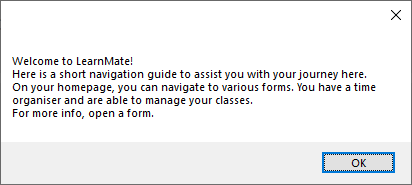 Welcome to LearnMate!
Here is a short navigation guide to assist you with your journey here.
On your homepage, you can navigate to various forms. You have a time
organiser and are able to manage your classes.
For more info, open a form.
OK